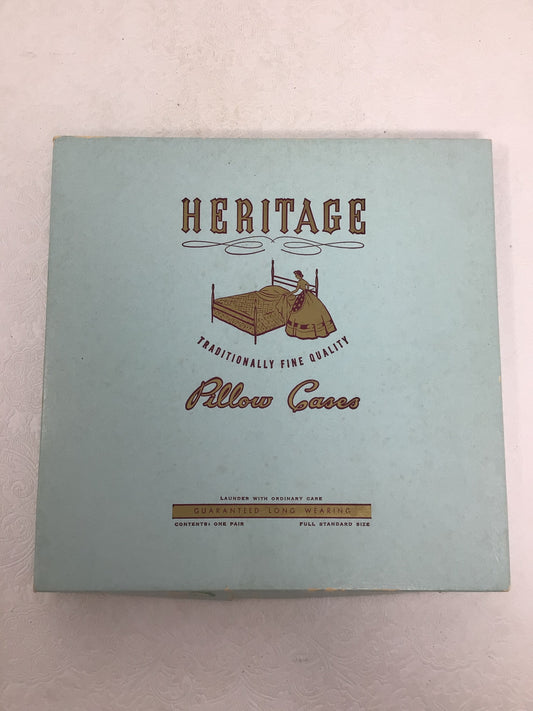 HERITAGE
TRADITIONALLY FINE QUALITY
Pillow Cases
LAUNDER WITH ORDINARY CARE
GUARANTEED LONG WEARING
CONTENTS: ONE PAIR FULL STANDARD SIZE